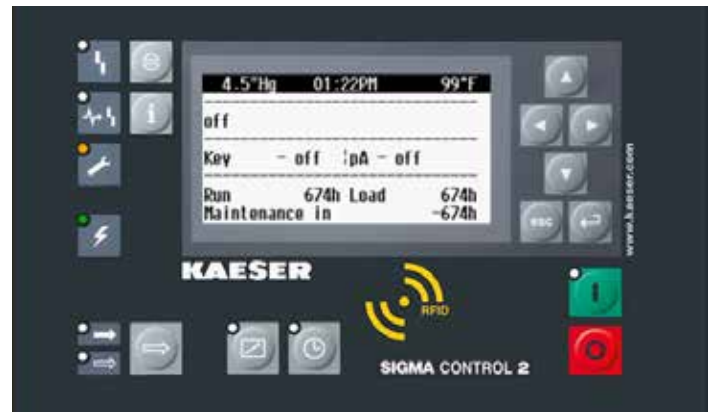 4.5"Hg 01:22PM 99°F
off
Key - off ¦pA - off
Run 674h Load 674h
Maintenance in -674h
esc
www.kaeser.com
KAESER
RFID
SIGMA CONTROL 2